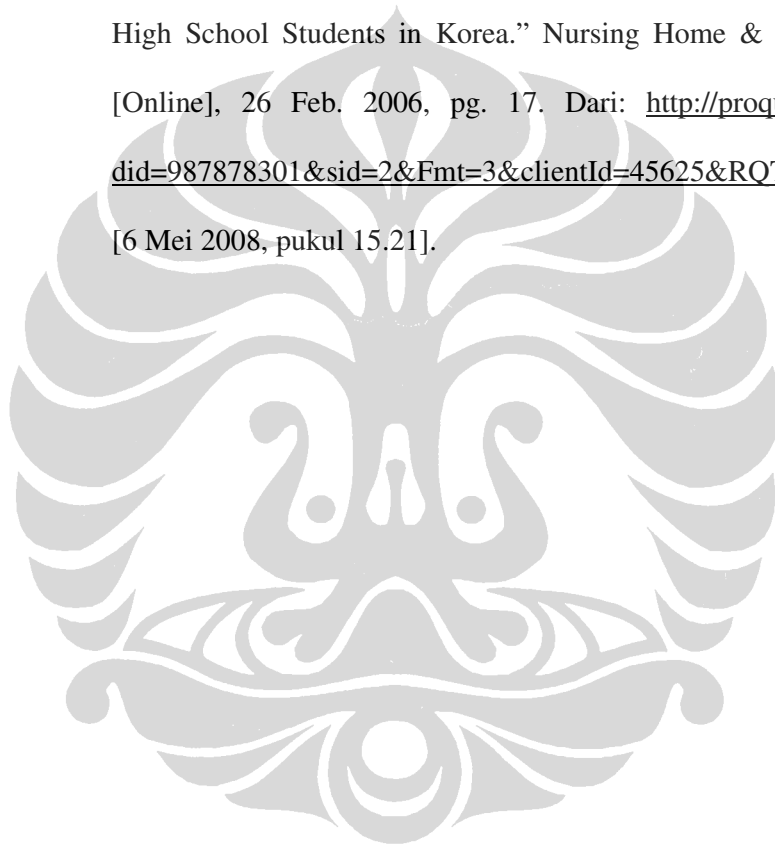 High School Students in Korea.” Nursing Home &
[Online], 26 Feb. 2006, pg. 17. Dari: http://proq
did=987878301&sid=2&Fmt=3&clientId=45625&RQ
[6 Mei 2008, pukul 15.21].